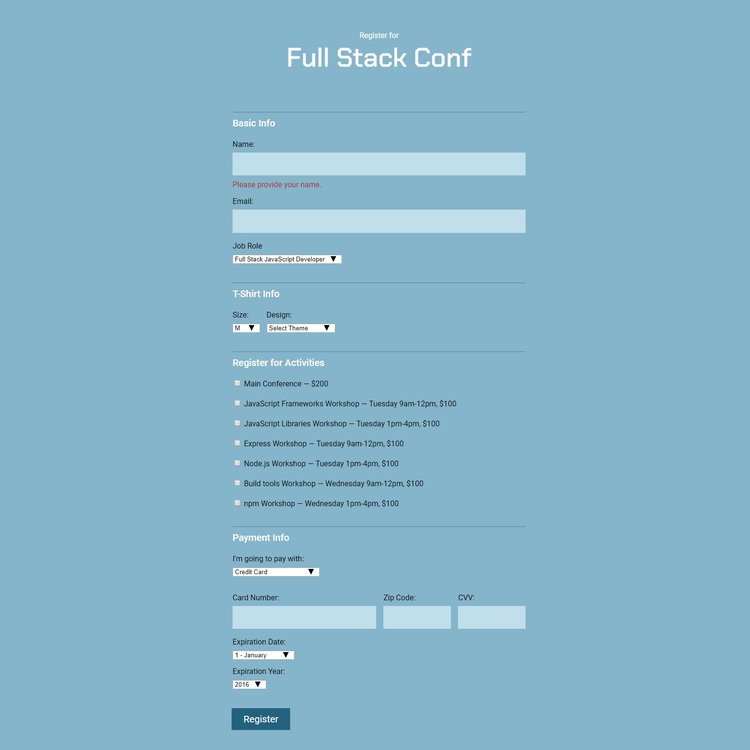 Register for
Full Stack Conf
Basic Info
Name:
Please provide your name.
Email:
Job Role
Full Stack JavaScript Developer
T-Shirt Info
Size: Design:
M Select Theme
Register for Activities
Main Conference — $200
JavaScript Frameworks Workshop — Tuesday 9am-12pm, $100
JavaScript Libraries Workshop — Tuesday 1pm-4pm, $100
Express Workshop — Tuesday 9am-12pm, $100
Node.js Workshop — Tuesday 1pm-4pm, $100
Build tools Workshop — Wednesday 9am-12pm, $100
npm Workshop — Wednesday 1pm-4pm, $100
Payment Info
I'm going to pay with:
Credit Card
Card Number: Zip Code: CVV:
Expiration Date:
1 - January
Expiration Year:
2016
Register